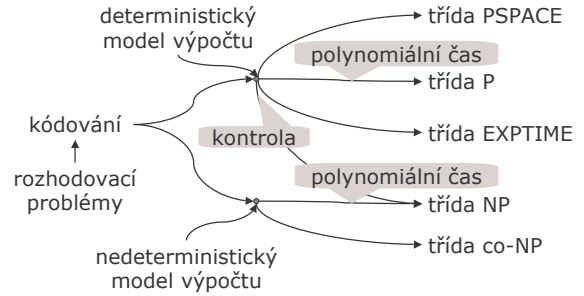 deterministický
model výpočtu
třída PSPACE
polynomiální čas
třída P
kódování
kontrola
třída EXPTIME
rozhodovací
problémy
polynomiální čas
třída NP
třída co-NP
nedeterministický
model výpočtu